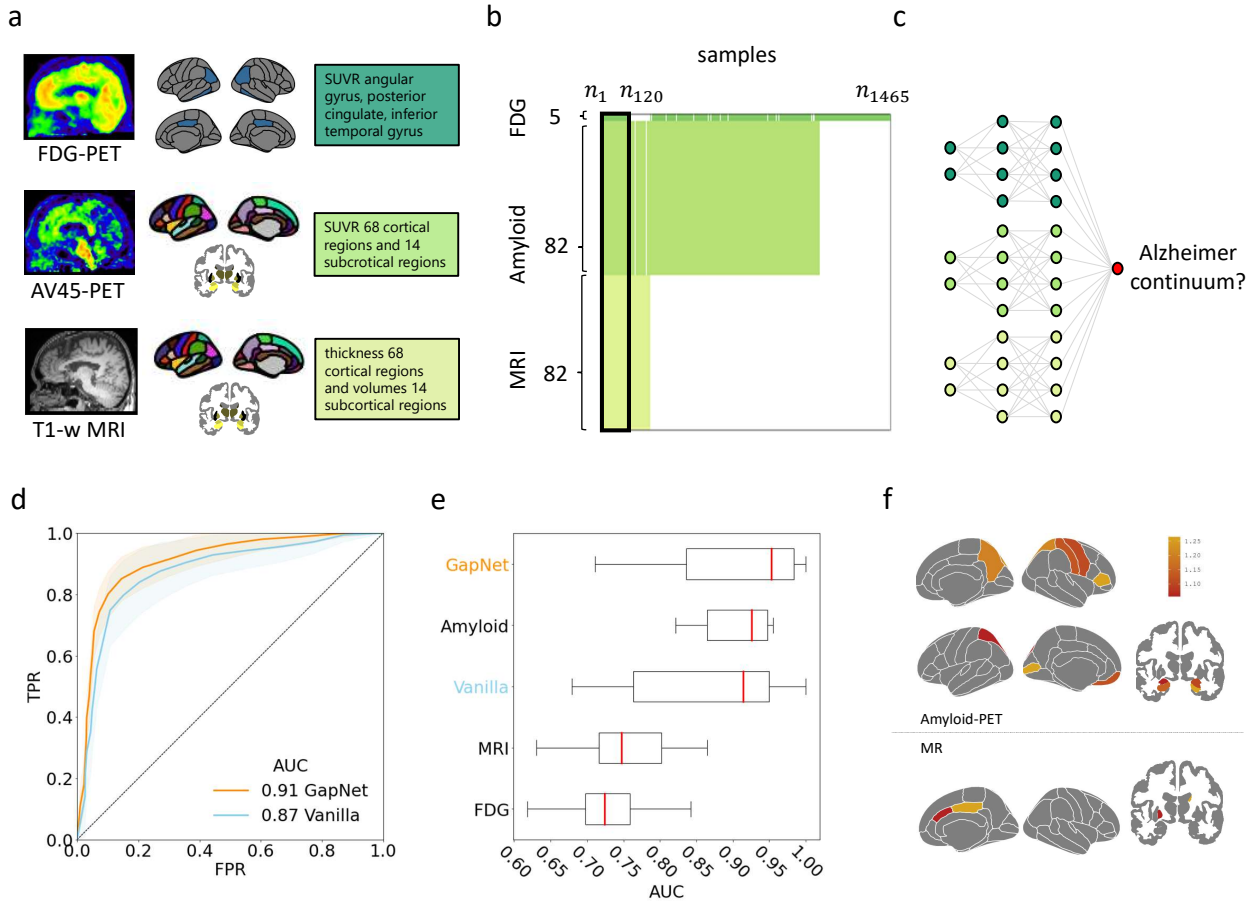 a
FDG-PET
SUVR angular
gyrus, posterior
cingulate, inferior
temporal gyrus
AV45-PET
SUVR 68 cortical
regions and 14
subcrotical regions
T1-w MRI
thickness 68
cortical regions
and volumes 14
subcortical regions
b
samples
n1 n120 n1465
FDG
5
Amyloid
82
MRI
82
c
Alzheimer
continuum?
d
TPR
1.0
0.8
0.6
0.4
0.2
0.0
0.0 0.2 0.4 0.6 0.8 1.0
FPR
AUC
0.91 GapNet
0.87 Vanilla
e
GapNet
Amyloid
Vanilla
MRI
FDG
0.60 0.65 0.70 0.75 0.80 0.85 0.90 0.95 1.00
AUC
f
1.25
1.20
1.15
1.10
Amyloid-PET
MR